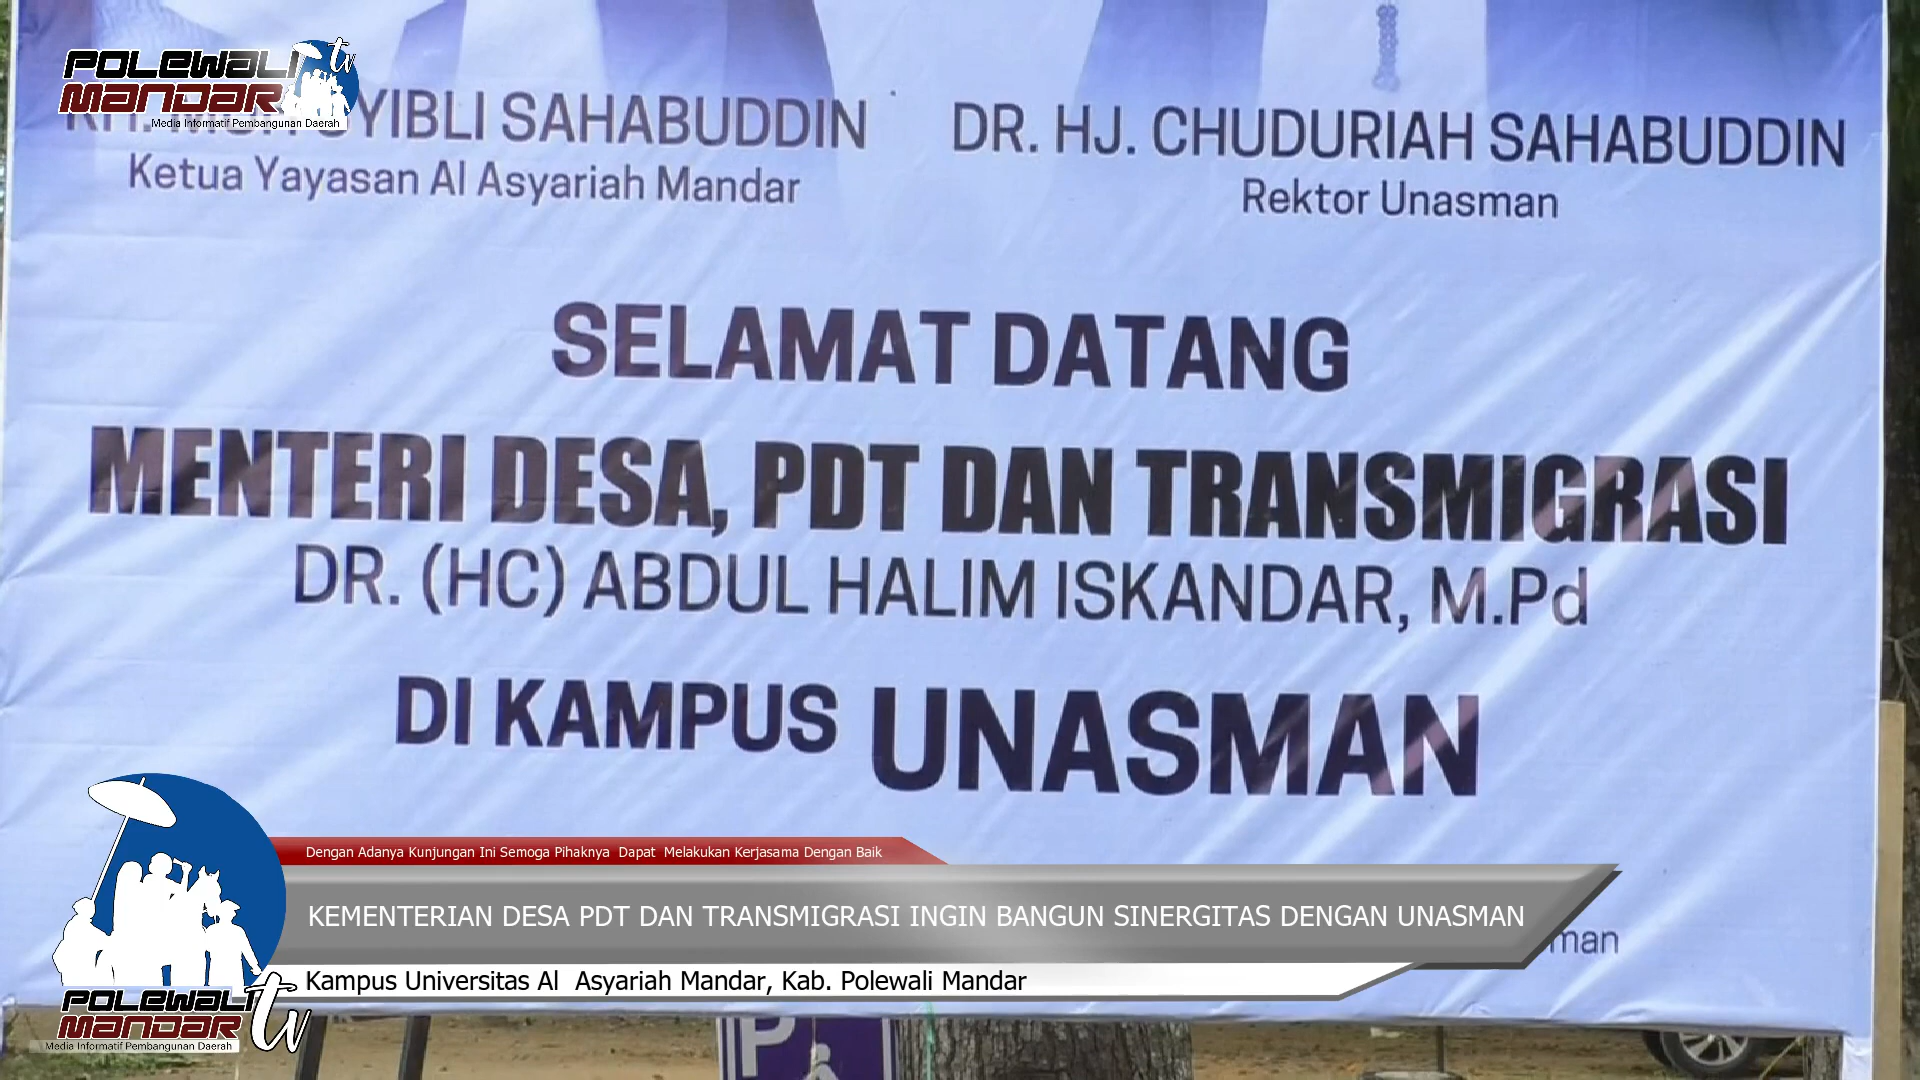 POLEWALI tv
MANDAR
Media Informatif Pembangunan Daerah
SYIBLI SAHABUDDIN
Ketua Yayasan Al Asyariah Mandar
DR. HJ. CHUDURIAH SAHABUDDIN
Rektor Unasman
SELAMAT DATANG
MENTERI DESA, PDT DAN TRANSMIGRASI
DR. (HC) ABDUL HALIM ISKANDAR, M.Pd
DI KAMPUS UNASMAN
Dengan Adanya Kunjungan Ini Semoga Pihaknya Dapat Melakukan Kerjasama Dengan Baik
KEMENTERIAN DESA PDT DAN TRANSMIGRASI INGIN BANGUN SINERGITAS DENGAN UNASMAN
Kampus Universitas Al Asyariah Mandar, Kab. Polewali Mandar
POLEWALI tv
MANDAR
Media Informatif Pembangunan Daerah
P